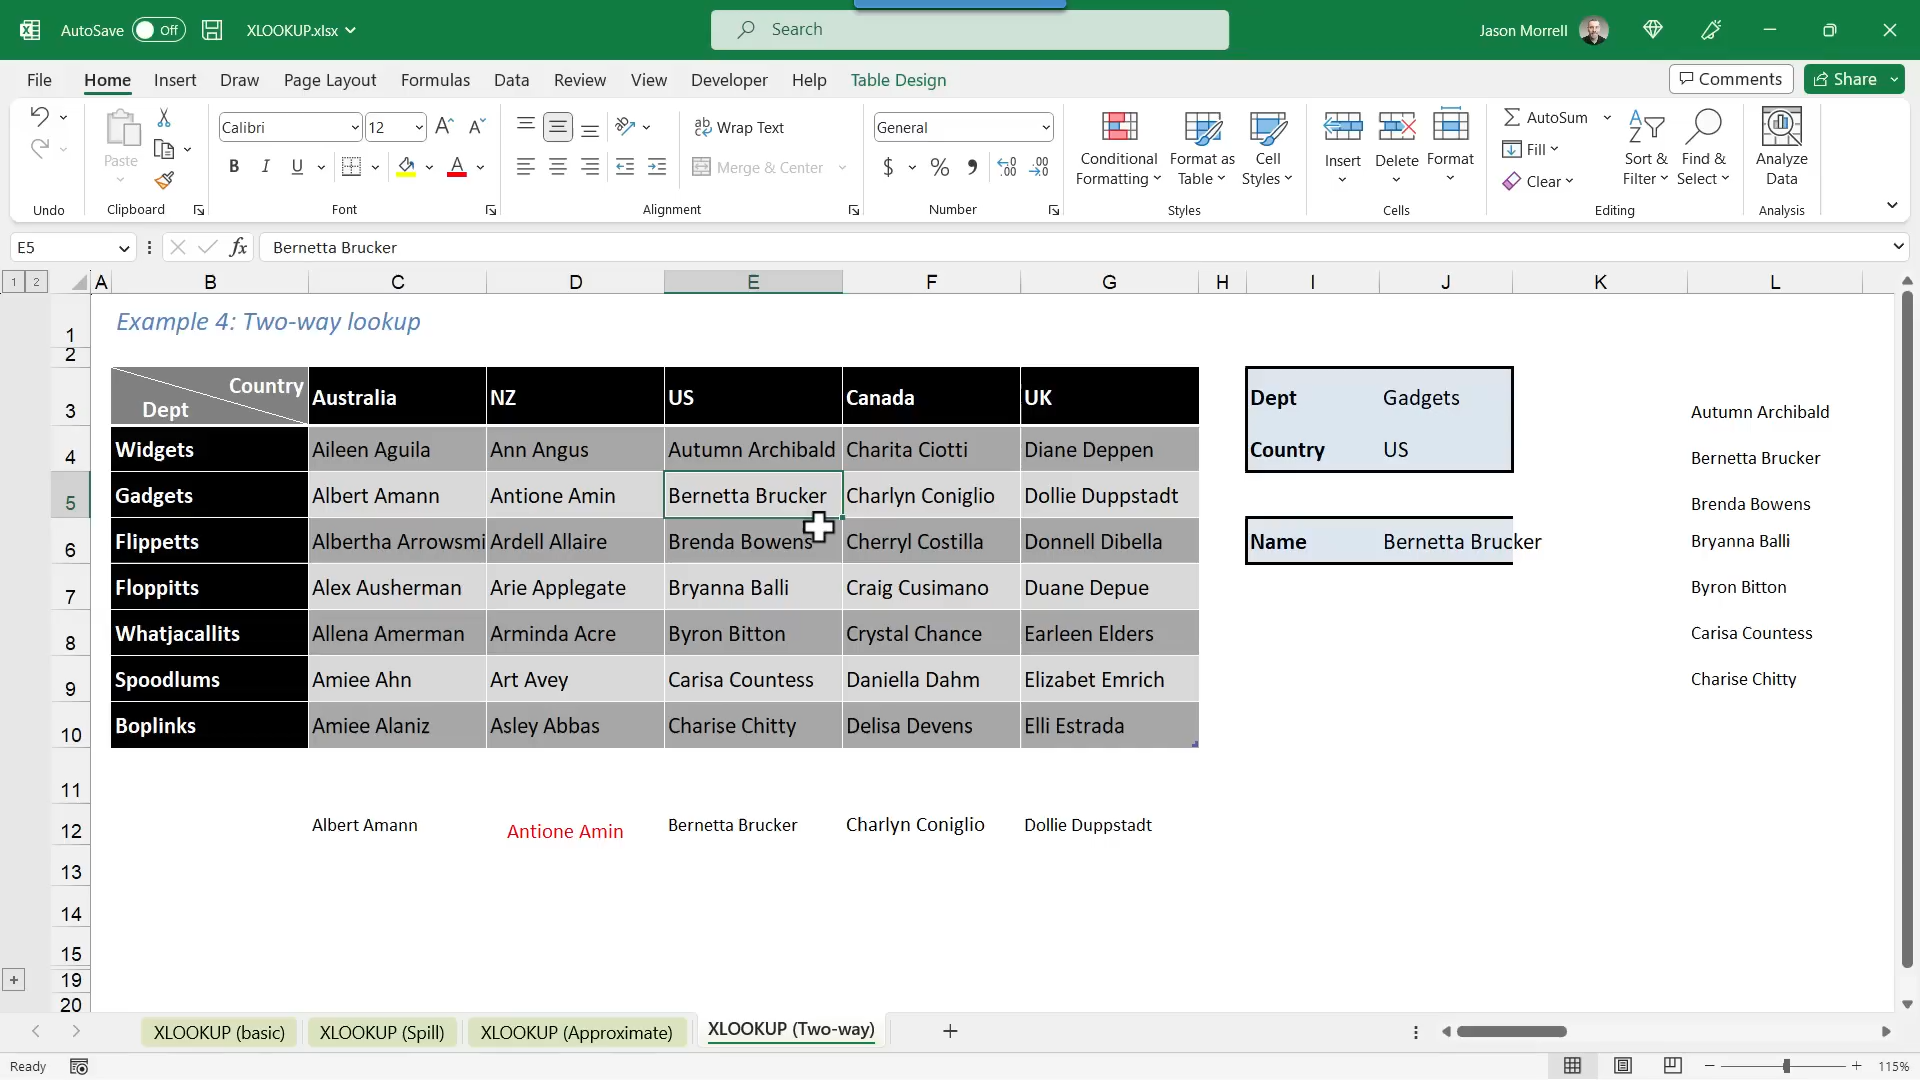 AutoSave Off XLOOKUP.xlsx Search Jason Morrell
File Home Insert Draw Page Layout Formulas Data Review View Developer Help Table Design Comments Share
Calibri 12 Wrap Text General AutoSum
Paste Conditional Format as Cell Insert Delete Format Fill Sort & Find & Analyze
B I U A Merge & Center $ % Formatting Table Styles Clear Filter Select Data
Undo Clipboard Font Alignment Number Styles Cells Editing Analysis
E5 fx Bernetta Brucker
1 2 A B C D E F G H I J K L
1 Example 4: Two-way lookup
2
Country
Dept
3 Australia NZ US Canada UK Dept Gadgets Autumn Archibald
4 Widgets Aileen Aguila Ann Angus Autumn Archibald Charita Ciotti Diane Deppen Country US Bernetta Brucker
5 Gadgets Albert Amann Antione Amin Bernetta Brucker Charlyn Coniglio Dollie Duppstadt Brenda Bowens
6 Flippetts Albertha Arrowsmi Ardell Allaire Brenda Bowens Cherryl Costilla Donnell Dibella Name Bernetta Brucker Bryanna Balli
7 Floppitts Alex Ausherman Arie Applegate Bryanna Balli Craig Cusimano Duane Depue Byron Bitton
8 Whatjacallits Allena Amerman Arminda Acre Byron Bitton Crystal Chance Earleen Elders Carisa Countess
9 Spoodlums Amiee Ahn Art Avey Carisa Countess Daniella Dahm Elizabet Emrich Charise Chitty
10 Boplinks Amiee Alaniz Asley Abbas Charise Chitty Delisa Devens Elli Estrada
11
12 Albert Amann Antione Amin Bernetta Brucker Charlyn Coniglio Dollie Duppstadt
13
14
15
19
20
XLOOKUP (basic) XLOOKUP (Spill) XLOOKUP (Approximate) XLOOKUP (Two-way)
Ready 115%